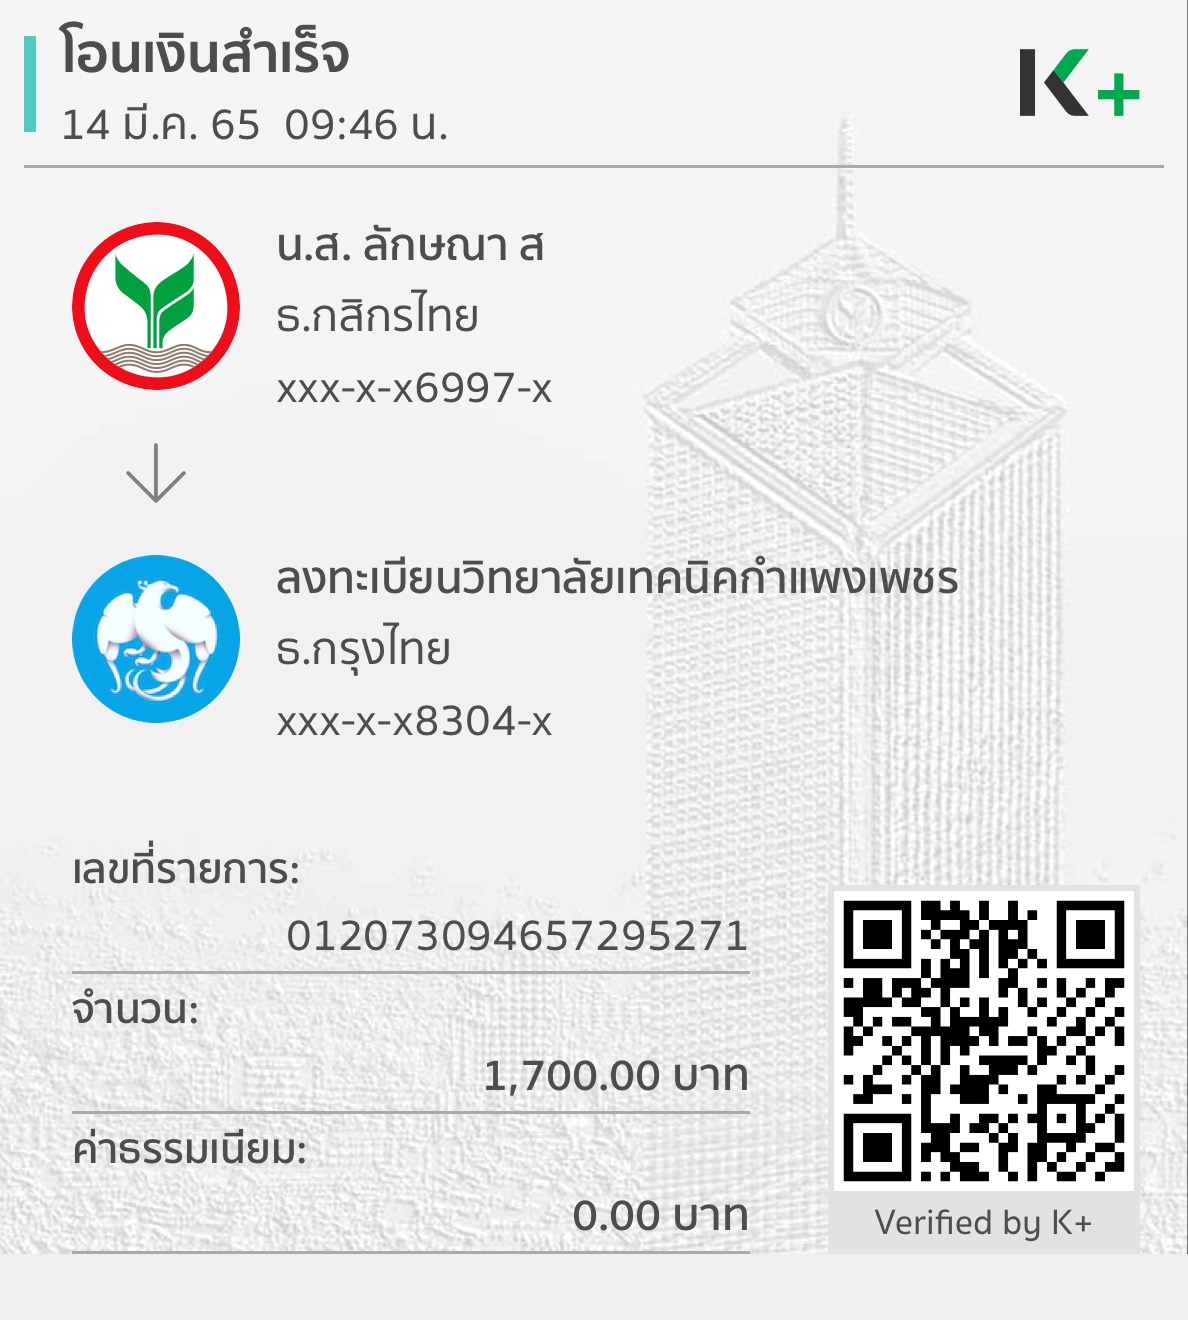 โอนเงินสำเร็จ
14 มี.ค. 65  09:46 น.
K+
น.ส. ลักษณา ส
ธ.กสิกรไทย
xxx-x-x6997-x
ลงทะเบียนวิทยาลัยเทคนิคกำแพงเพชร
ธ.กรุงไทย
xxx-x-x8304-x
เลขที่รายการ:
012073094657295271
จำนวน:
1,700.00 บาท
ค่าธรรมเนียม:
0.00 บาท
Verified by K+